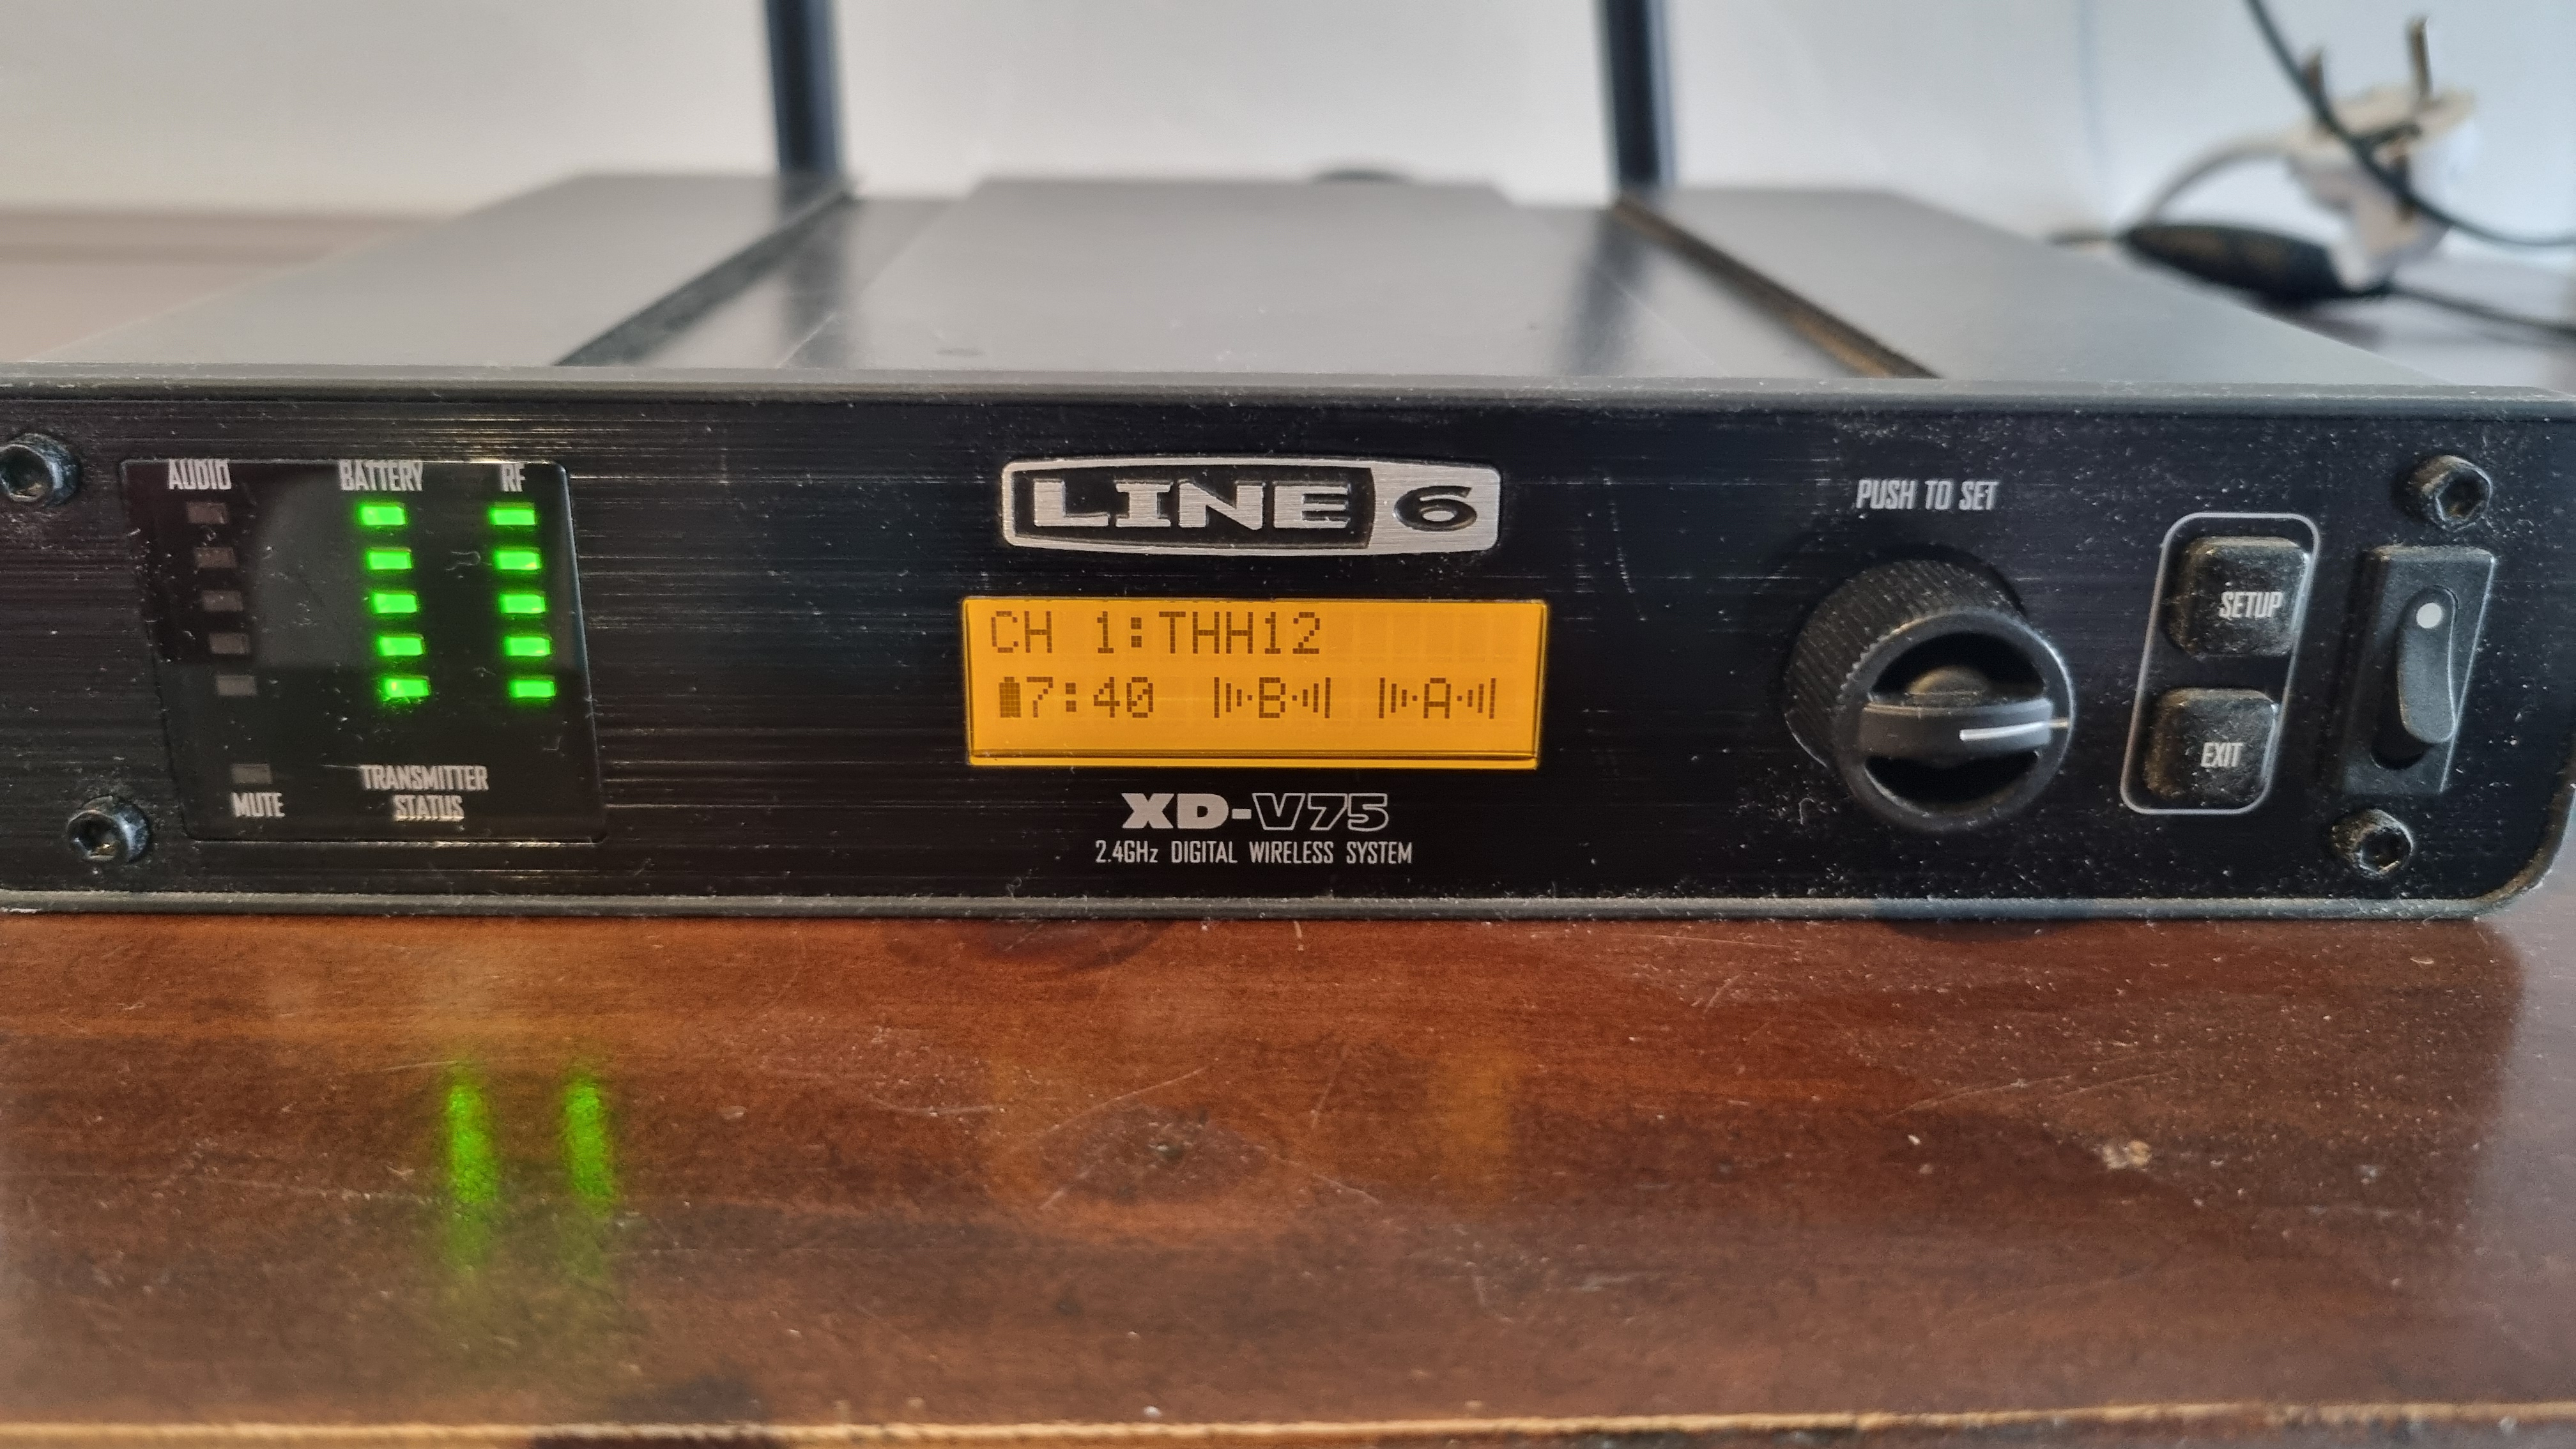 AUDIO BATTERY RF
MUTE TRANSMITTER
STATUS
LINE 6
CH 1:THH12
7:40 B A
XD-V75
2.4GHz DIGITAL WIRELESS SYSTEM
PUSH TO SET
SETUP
EXIT